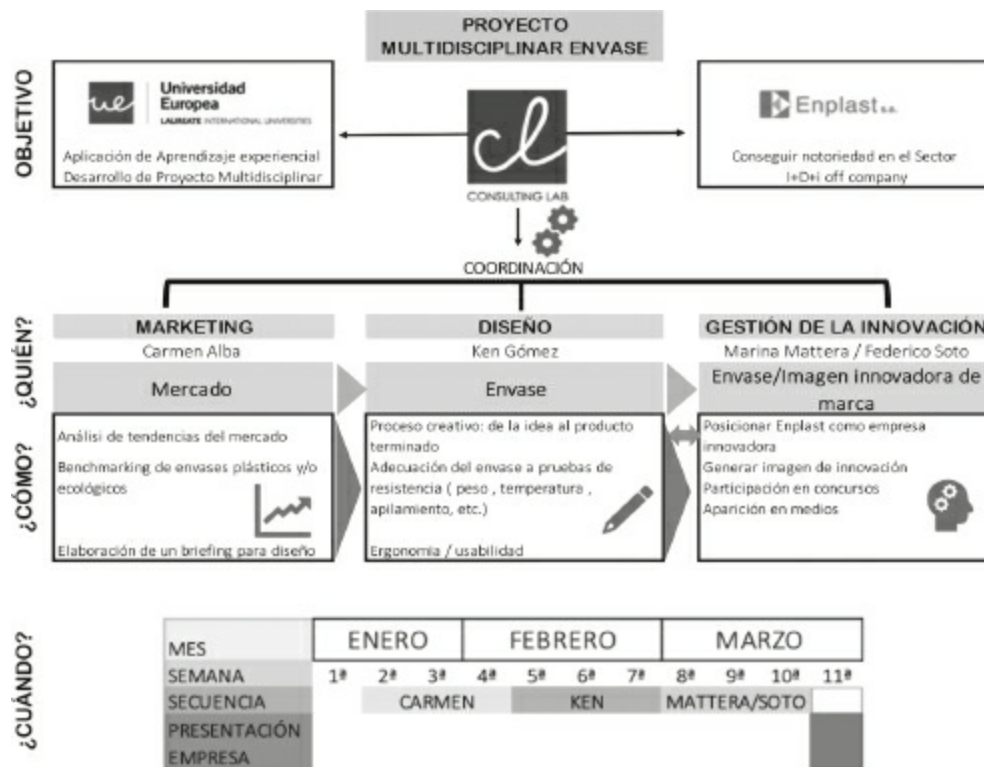 PROYECTO
MULTIDISCIPLINAR ENVASE
OBJETIVO
ue
Universidad
Europea
LAUREATE INTERNATIONAL UNIVERSITIES
Aplicación de Aprendizaje experiencial
Desarrollo de Proyecto Multidisciplinar
cl
CONSULTING LAB
Enplast s.a.
Conseguir notoriedad en el Sector
I+D+i off company
COORDINACIÓN
¿QUIÉN?
MARKETING
Carmen Alba
Mercado
DISEÑO
Ken Gómez
Envase
GESTIÓN DE LA INNOVACIÓN
Marina Mattera / Federico Soto
Envase/Imagen innovadora de
marca
¿CÓMO?
Análisi de tendencias del mercado
Benchmarking de envases plásticos y/o
ecológicos
Elaboración de un briefing para diseño
Proceso creativo: de la idea al producto
terminado
Adecuación del envase a pruebas de
resistencia ( peso , temperatura ,
apilamiento, etc.)
Ergonomia / usabilidad
Posicionar Enplast como empresa
innovadora
Generar imagen de innovación
Participación en concursos
Aparición en medios
¿CUÁNDO?
MES ENERO FEBRERO MARZO
SEMANA 1ª 2ª 3ª 4ª 5ª 6ª 7ª 8ª 9ª 10ª 11ª
SECUENCIA CARMEN KEN MATTERA/SOTO
PRESENTACIÓN
EMPRESA